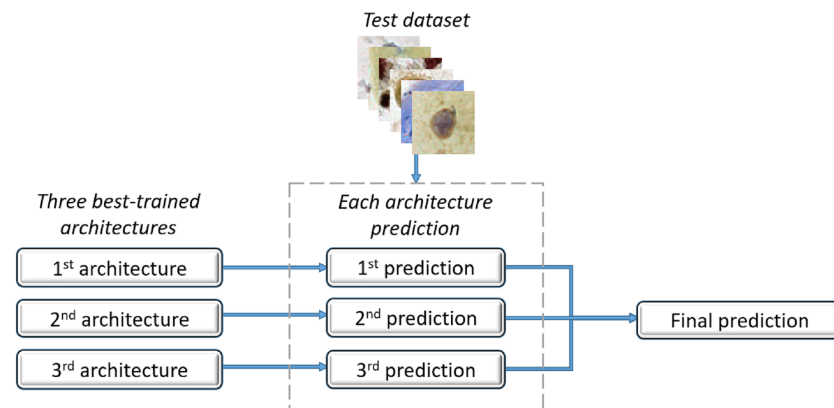 Test dataset
Three best-trained
architectures
Each architecture
prediction
1st architecture
1st prediction
2nd architecture
2nd prediction
Final prediction
3rd architecture
3rd prediction